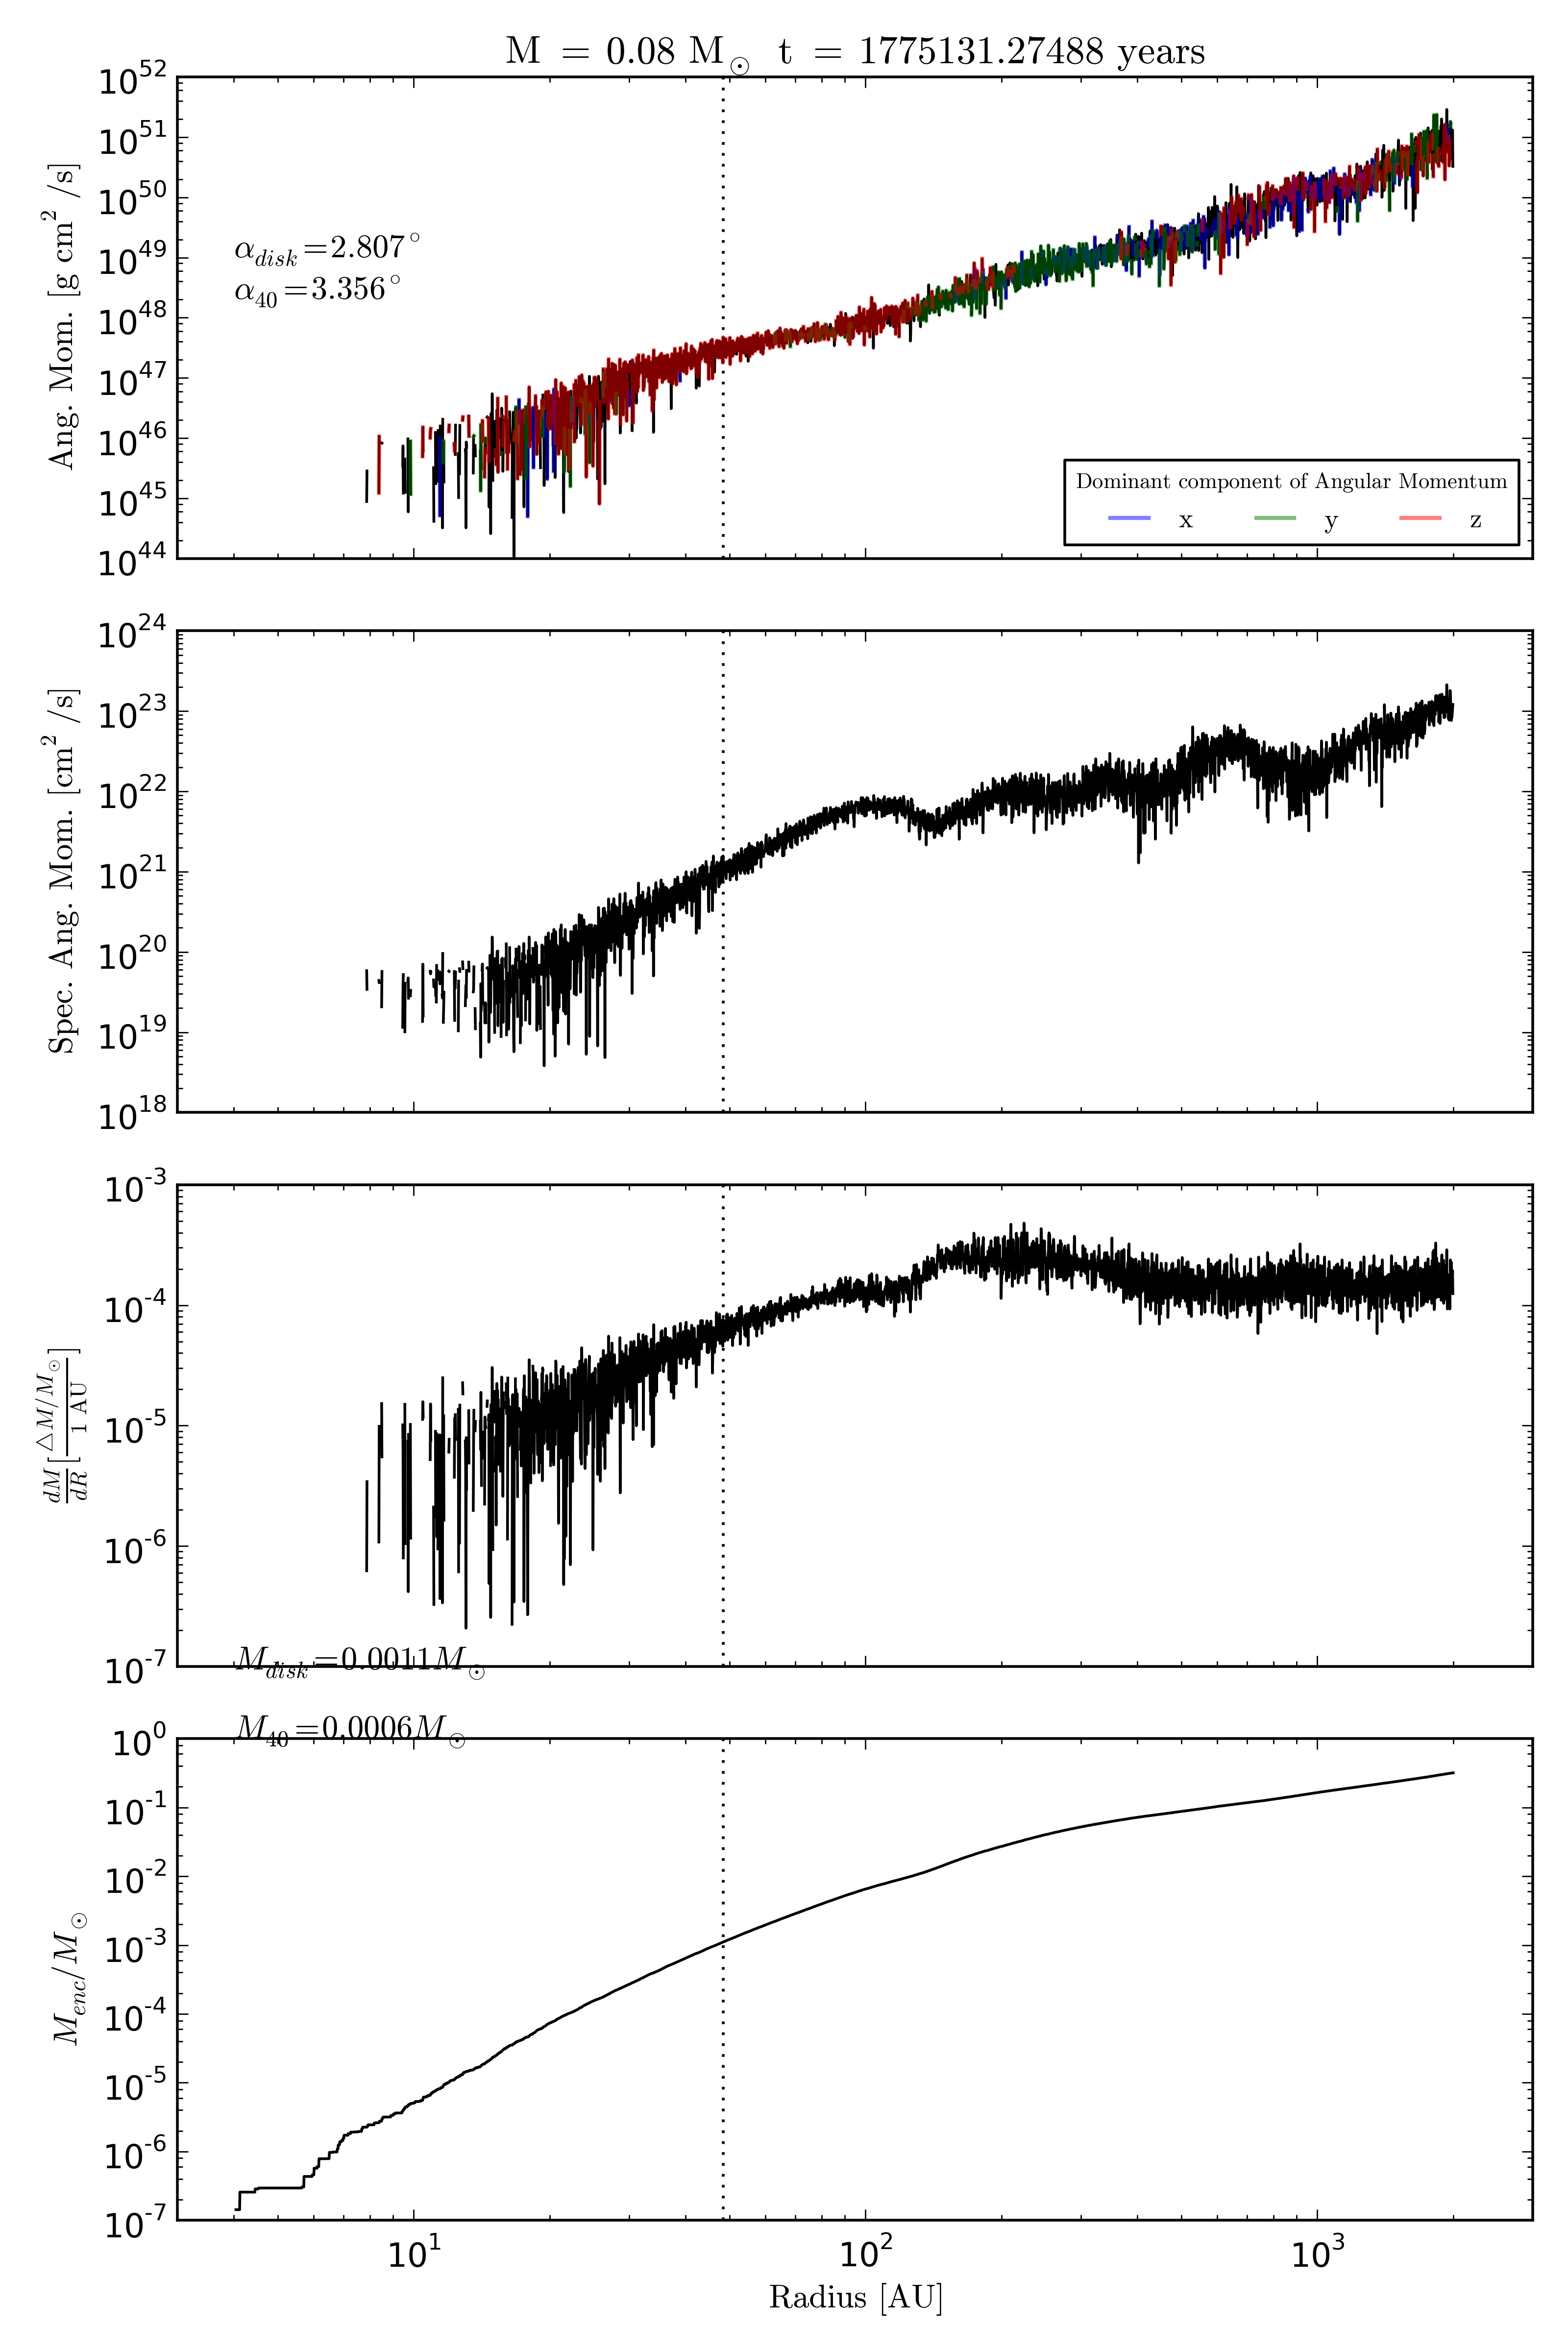 M = 0.08 M⊙ t = 1775131.27488 years
10^52
10^51
10^50
10^49
10^48
10^47
10^46
10^45
10^44
Ang. Mom. [g cm^2 /s]
α_disk=2.807°
α_40=3.356°
Dominant component of Angular Momentum
x y z
10^24
10^23
10^22
10^21
10^20
10^19
10^18
Spec. Ang. Mom. [cm^2 /s]
10^-3
10^-4
10^-5
10^-6
10^-7
dM/dR [△M/M⊙ / 1 AU]
M_disk=0.0011M⊙
M_40=0.0006M⊙
10^0
10^-1
10^-2
10^-3
10^-4
10^-5
10^-6
10^-7
M_enc/M⊙
10^1 10^2 10^3
Radius [AU]